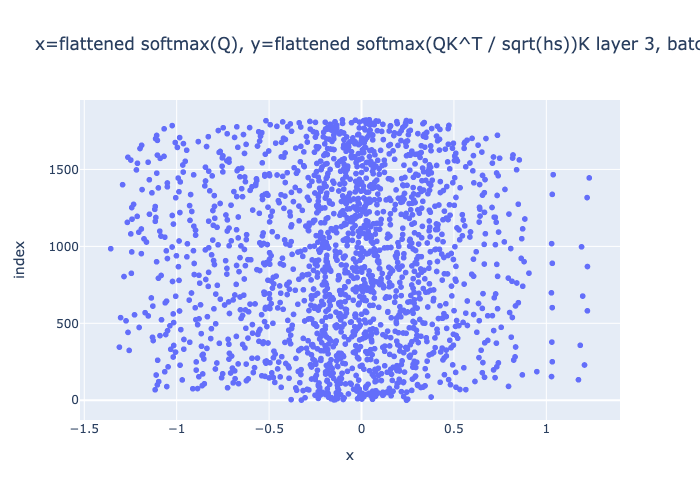 x=flattened softmax(Q), y=flattened softmax(QK^T / sqrt(hs))K layer 3,
1500
1000
500
0
index
−1.5 −1 −0.5 0 0.5 1
x